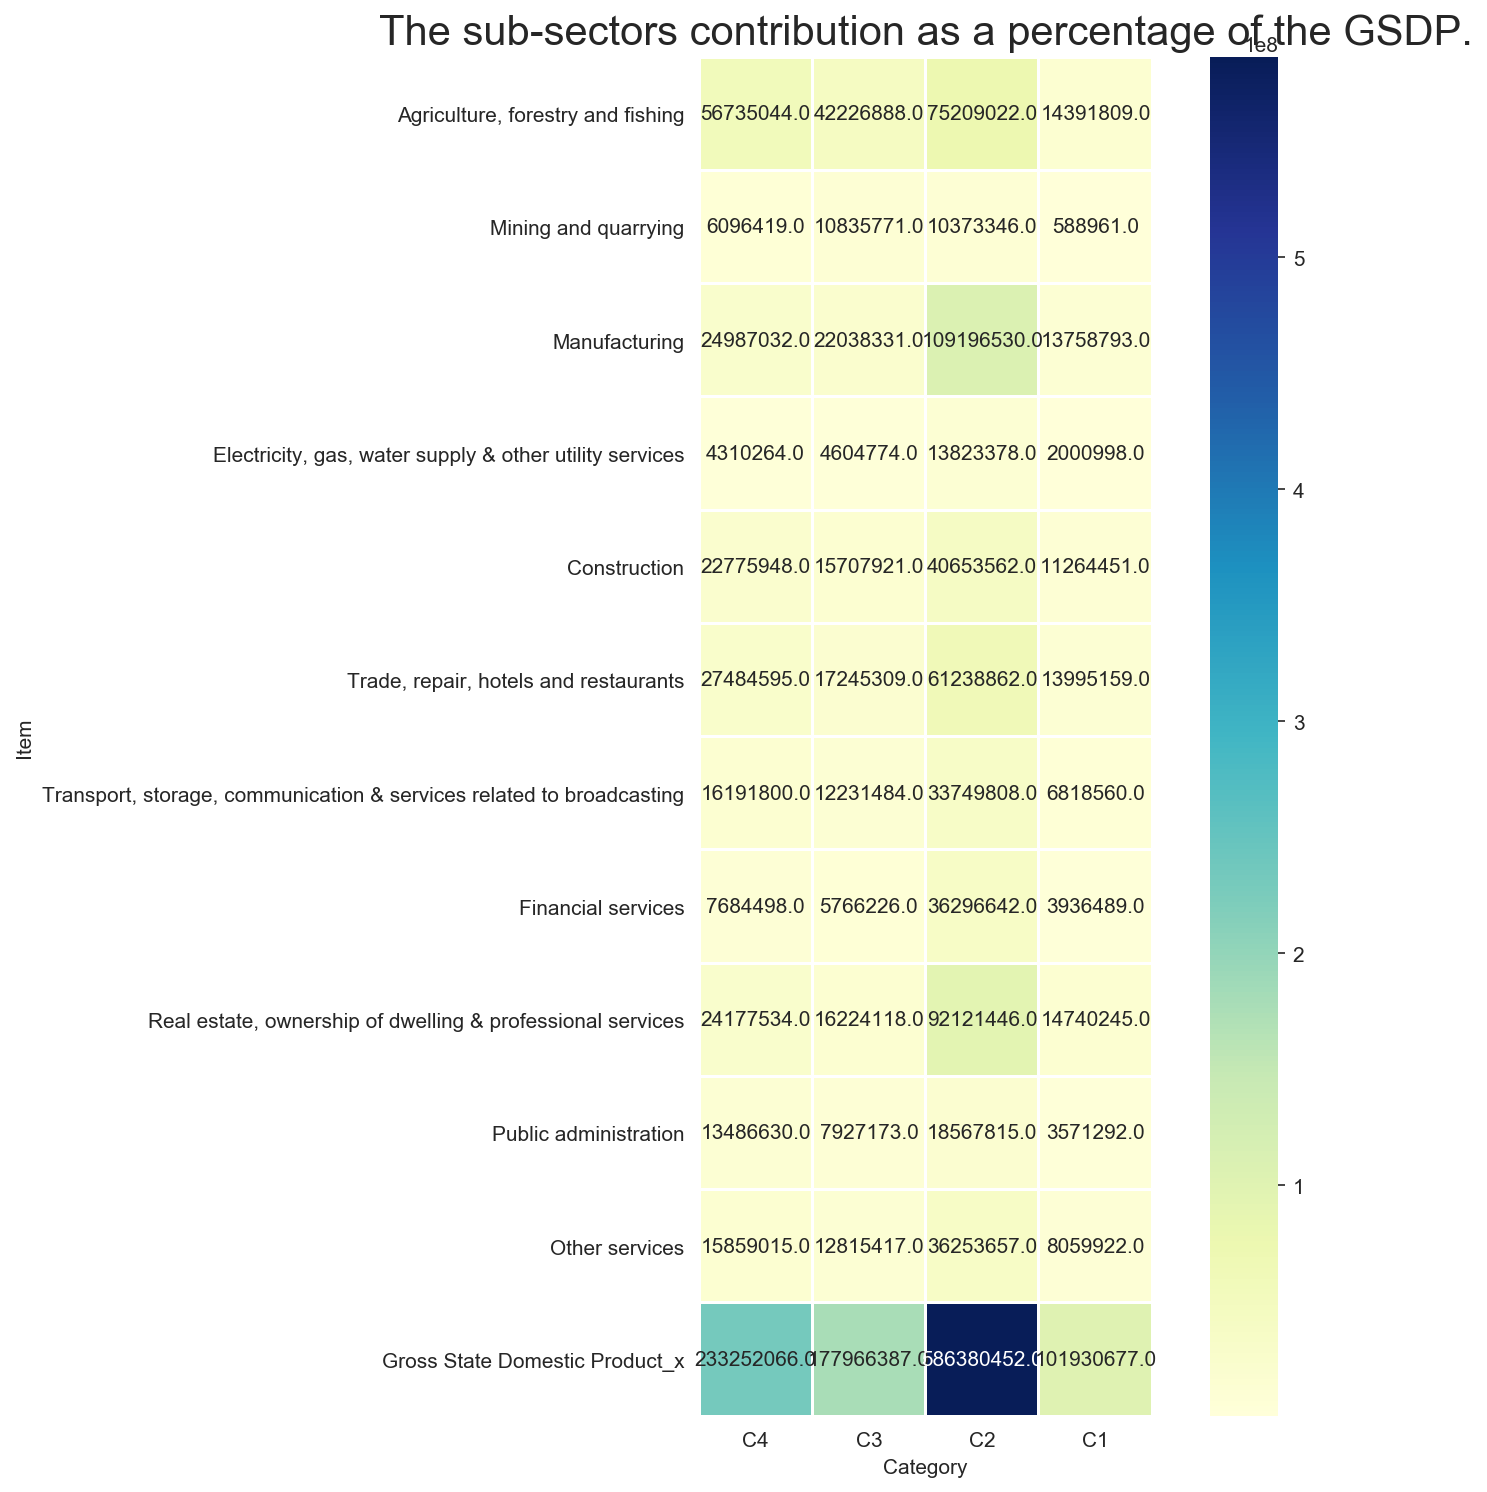 The sub-sectors contribution as a percentage of the GSDP.
1e8
Agriculture, forestry and fishing 56735044.0 42226888.0 75209022.0 14391809.0
Mining and quarrying 6096419.0 10835771.0 10373346.0 588961.0
5
Manufacturing 24987032.0 22038331.0 109196530.0 13758793.0
Electricity, gas, water supply & other utility services 4310264.0 4604774.0 13823378.0 2000998.0
4
Construction 22775948.0 15707921.0 40653562.0 11264451.0
Trade, repair, hotels and restaurants 27484595.0 17245309.0 61238862.0 13995159.0
3
Item
Transport, storage, communication & services related to broadcasting 16191800.0 12231484.0 33749808.0 6818560.0
Financial services 7684498.0 5766226.0 36296642.0 3936489.0
2
Real estate, ownership of dwelling & professional services 24177534.0 16224118.0 92121446.0 14740245.0
Public administration 13486630.0 7927173.0 18567815.0 3571292.0
1
Other services 15859015.0 12815417.0 36253657.0 8059922.0
Gross State Domestic Product_x 233252066.0 177966387.0 586380452.0 101930677.0
C4 C3 C2 C1
Category